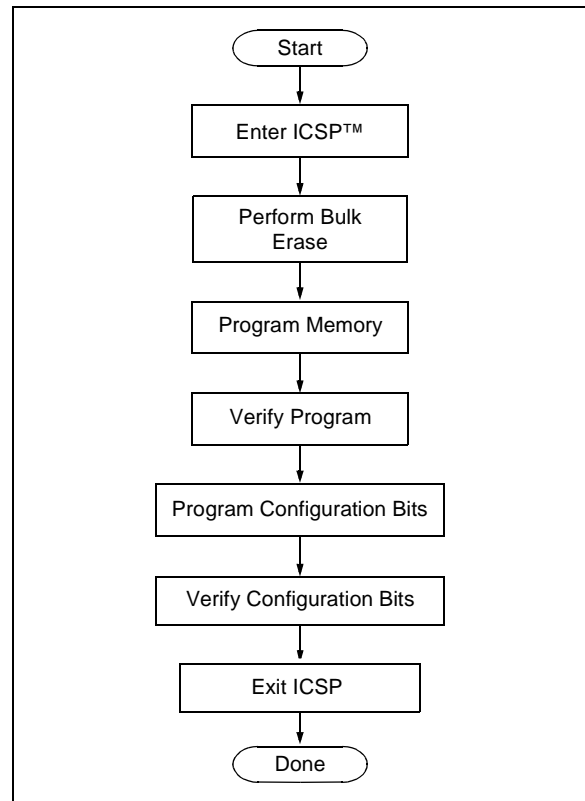 Start
Enter ICSP™
Perform Bulk
Erase
Program Memory
Verify Program
Program Configuration Bits
Verify Configuration Bits
Exit ICSP
Done